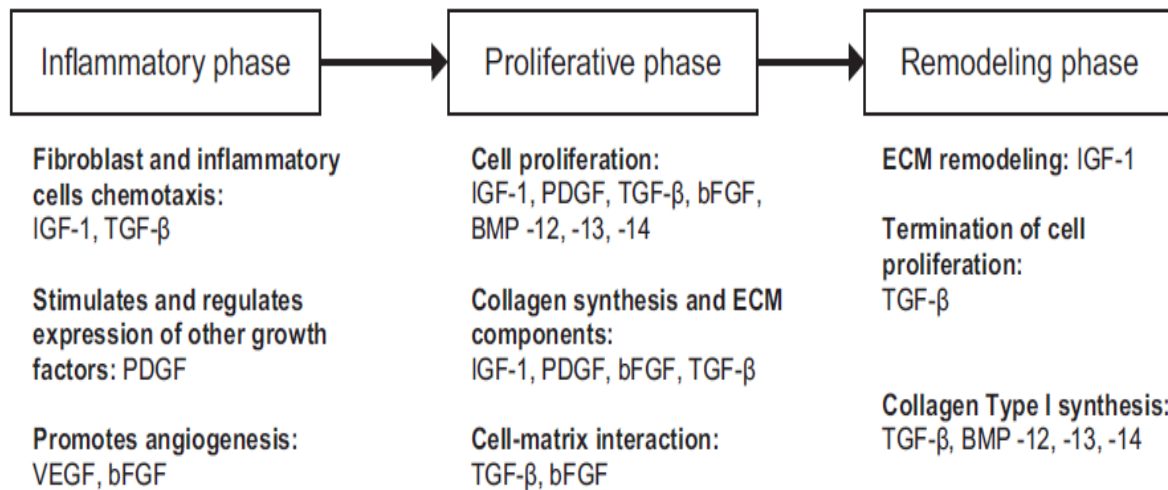 Inflammatory phase
Proliferative phase
Remodeling phase
Fibroblast and inflammatory
cells chemotaxis:
IGF-1, TGF-β
Stimulates and regulates
expression of other growth
factors: PDGF
Promotes angiogenesis:
VEGF, bFGF
Cell proliferation:
IGF-1, PDGF, TGF-β, bFGF,
BMP -12, -13, -14
Collagen synthesis and ECM
components:
IGF-1, PDGF, bFGF, TGF-β
Cell-matrix interaction:
TGF-β, bFGF
ECM remodeling: IGF-1
Termination of cell
proliferation:
TGF-β
Collagen Type I synthesis:
TGF-β, BMP -12, -13, -14